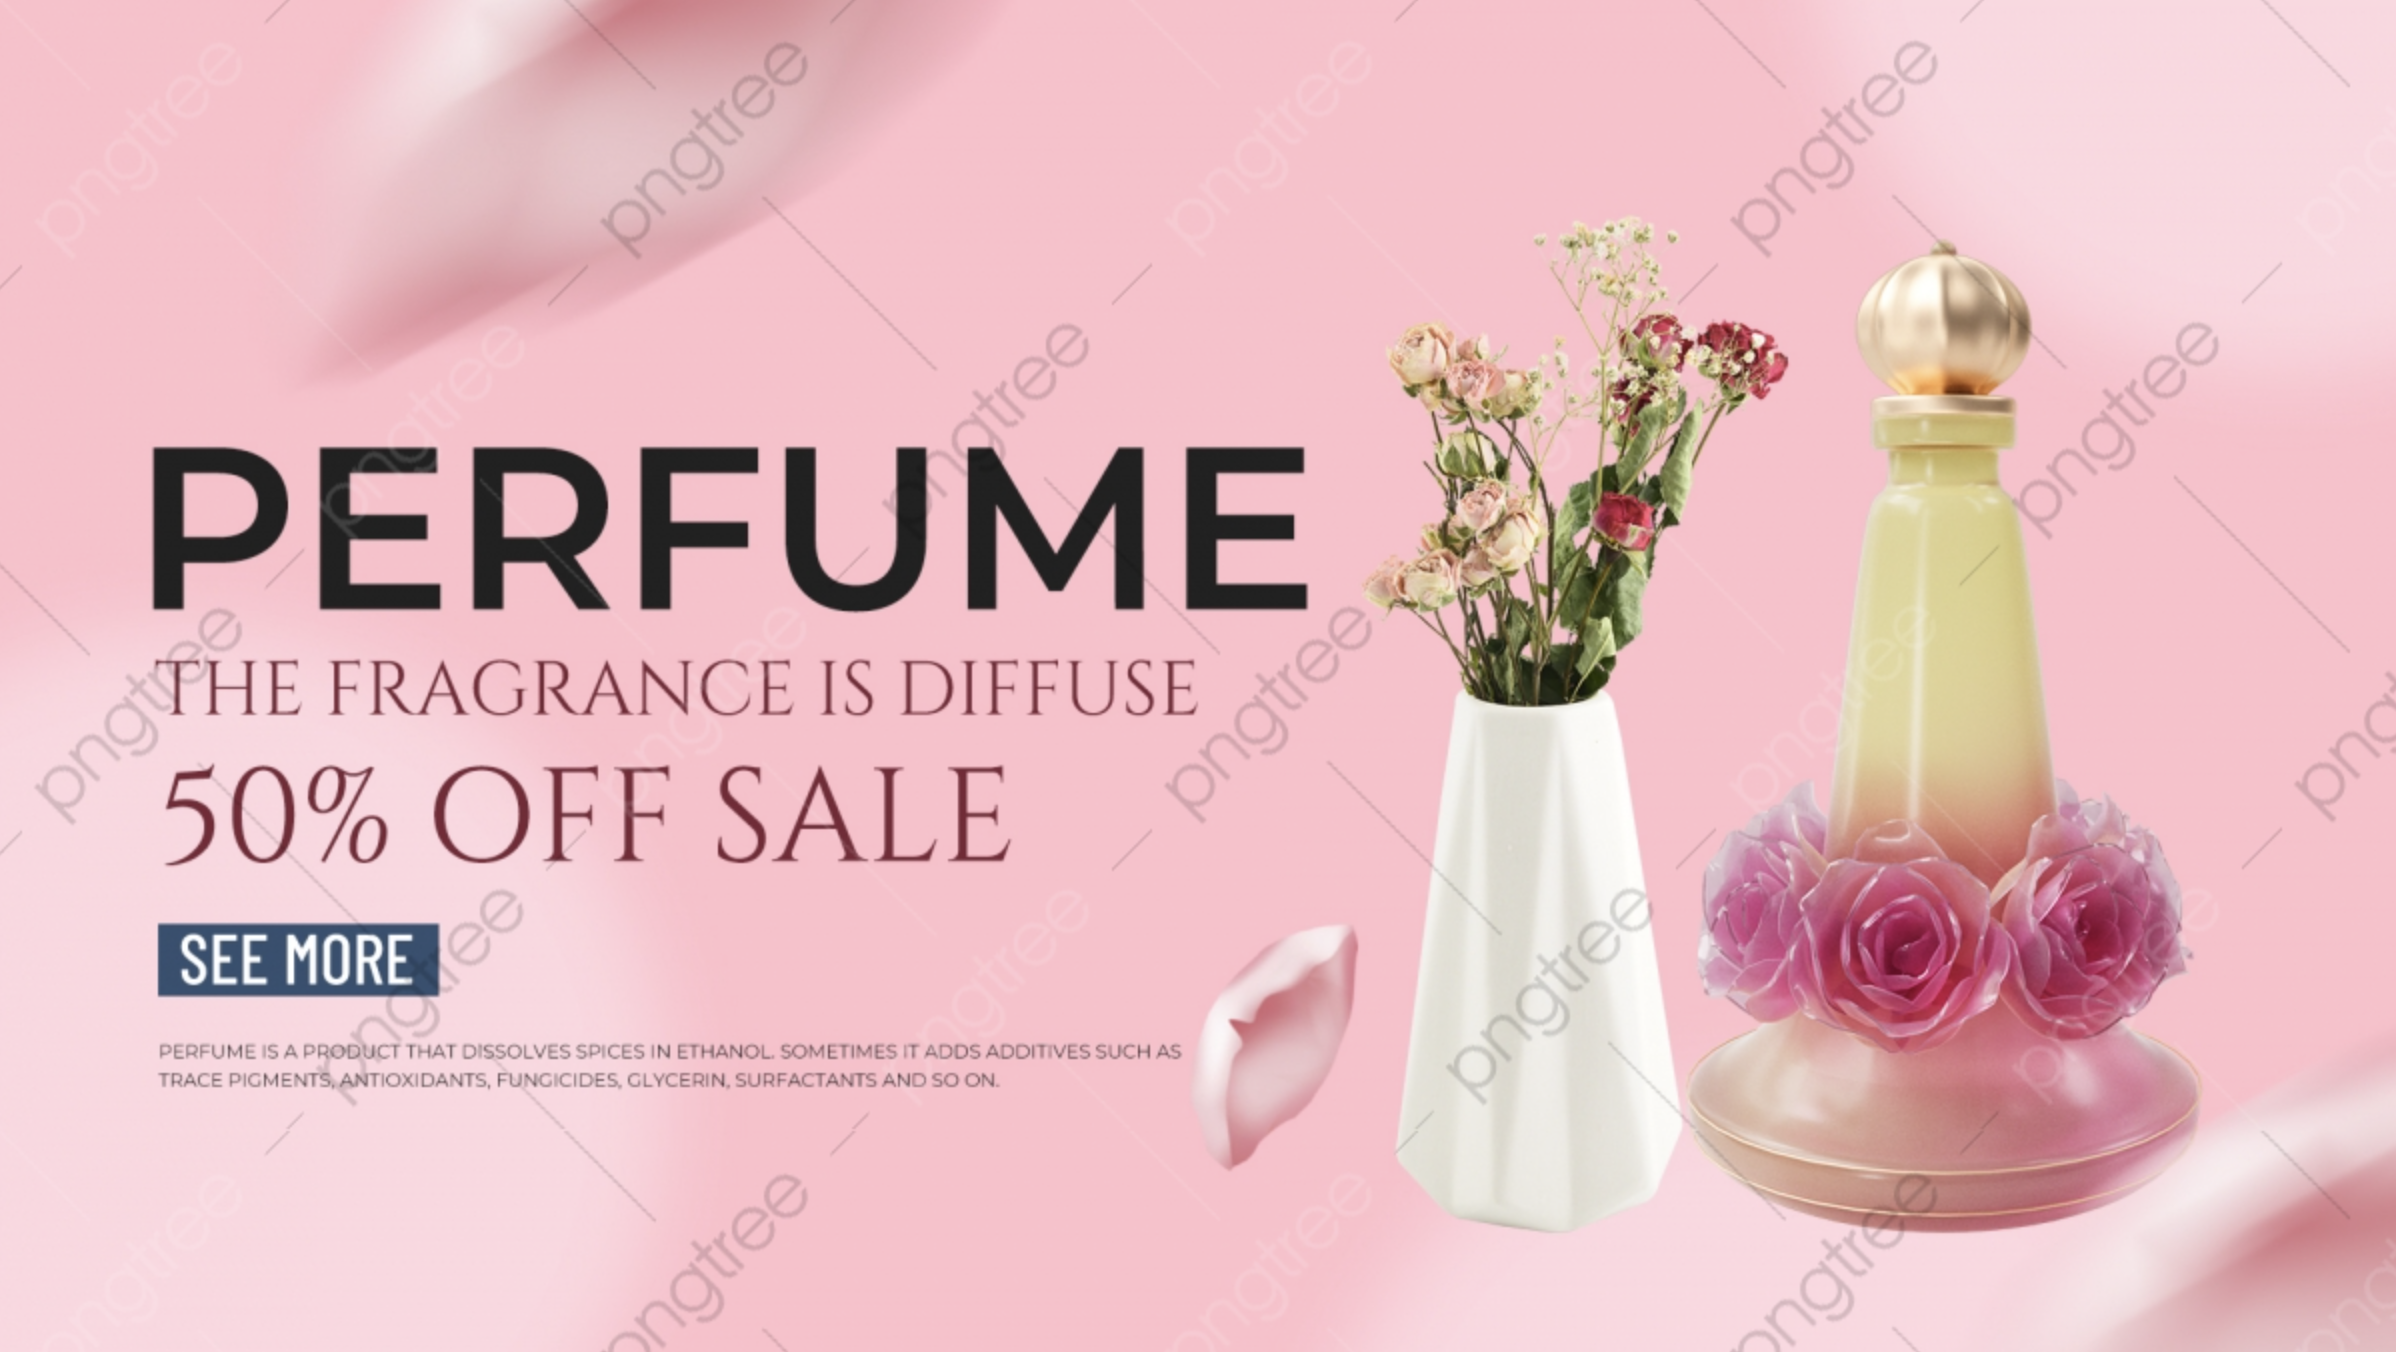 PERFUME
THE FRAGRANCE IS DIFFUSE
50% OFF SALE
SEE MORE
PERFUME IS A PRODUCT THAT DISSOLVES SPICES IN ETHANOL. SOMETIMES IT ADDS ADDITIVES SUCH AS
TRACE PIGMENTS, ANTIOXIDANTS, FUNGICIDES, GLYCERIN, SURFACTANTS AND SO ON.
pngtree